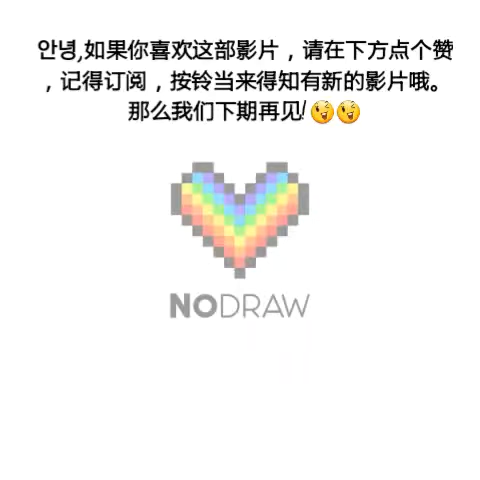 안녕,如果你喜欢这部影片，请在下方点个赞
，记得订阅，按铃当来得知有新的影片哦。
那么我们下期再见!😉😉
NODRAW